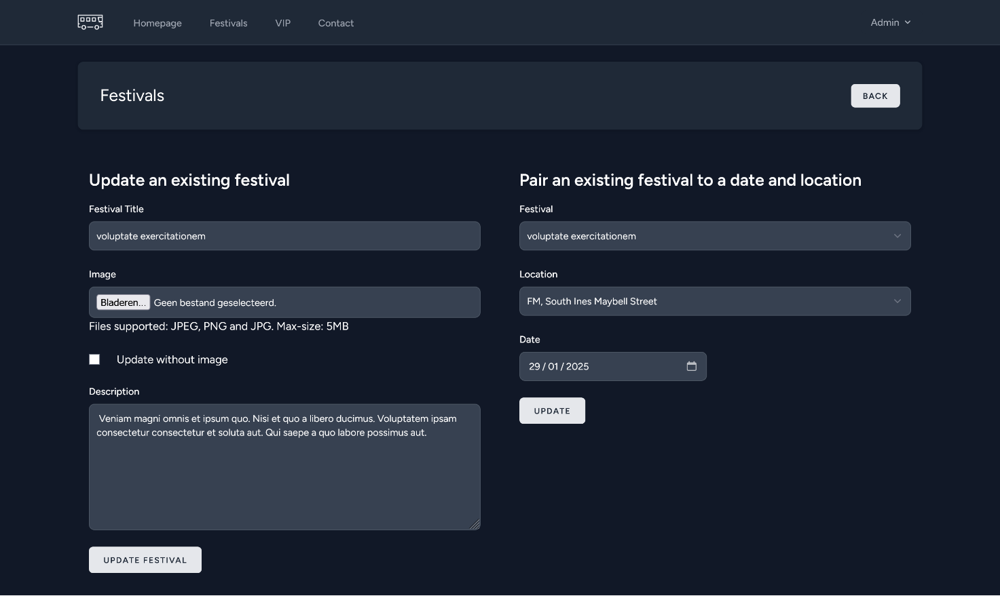 Homepage Festivals VIP Contact Admin
Festivals BACK
Update an existing festival
Festival Title
voluptate exercitationem
Image
Bladeren... Geen bestand geselecteerd.
Files supported: JPEG, PNG and JPG. Max-size: 5MB
Update without image
Description
Veniam magni omnis et ipsum quo. Nisi et quo a libero ducimus. Voluptatem ipsam
consectetur consectetur et soluta aut. Qui saepe a quo labore possimus aut.
UPDATE FESTIVAL
Pair an existing festival to a date and location
Festival
voluptate exercitationem
Location
FM, South Ines Maybell Street
Date
29 / 01 / 2025
UPDATE